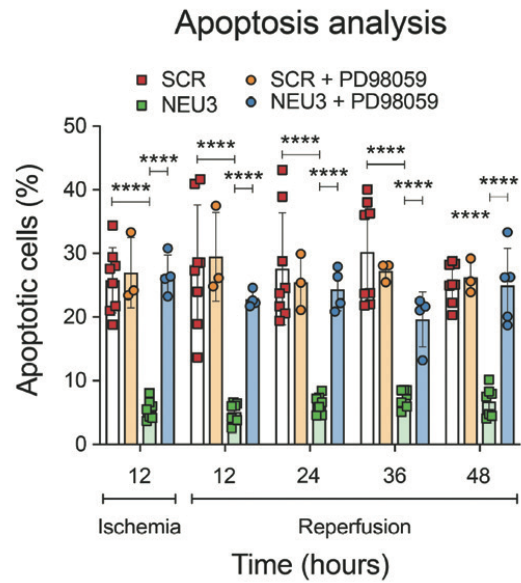 Apoptosis analysis
SCR SCR + PD98059
NEU3 NEU3 + PD98059
50
40
30
20
10
0
Apoptotic cells (%)
**** **** **** **** **** **** **** **** **** ****
12 12 24 36 48
Ischemia Reperfusion
Time (hours)